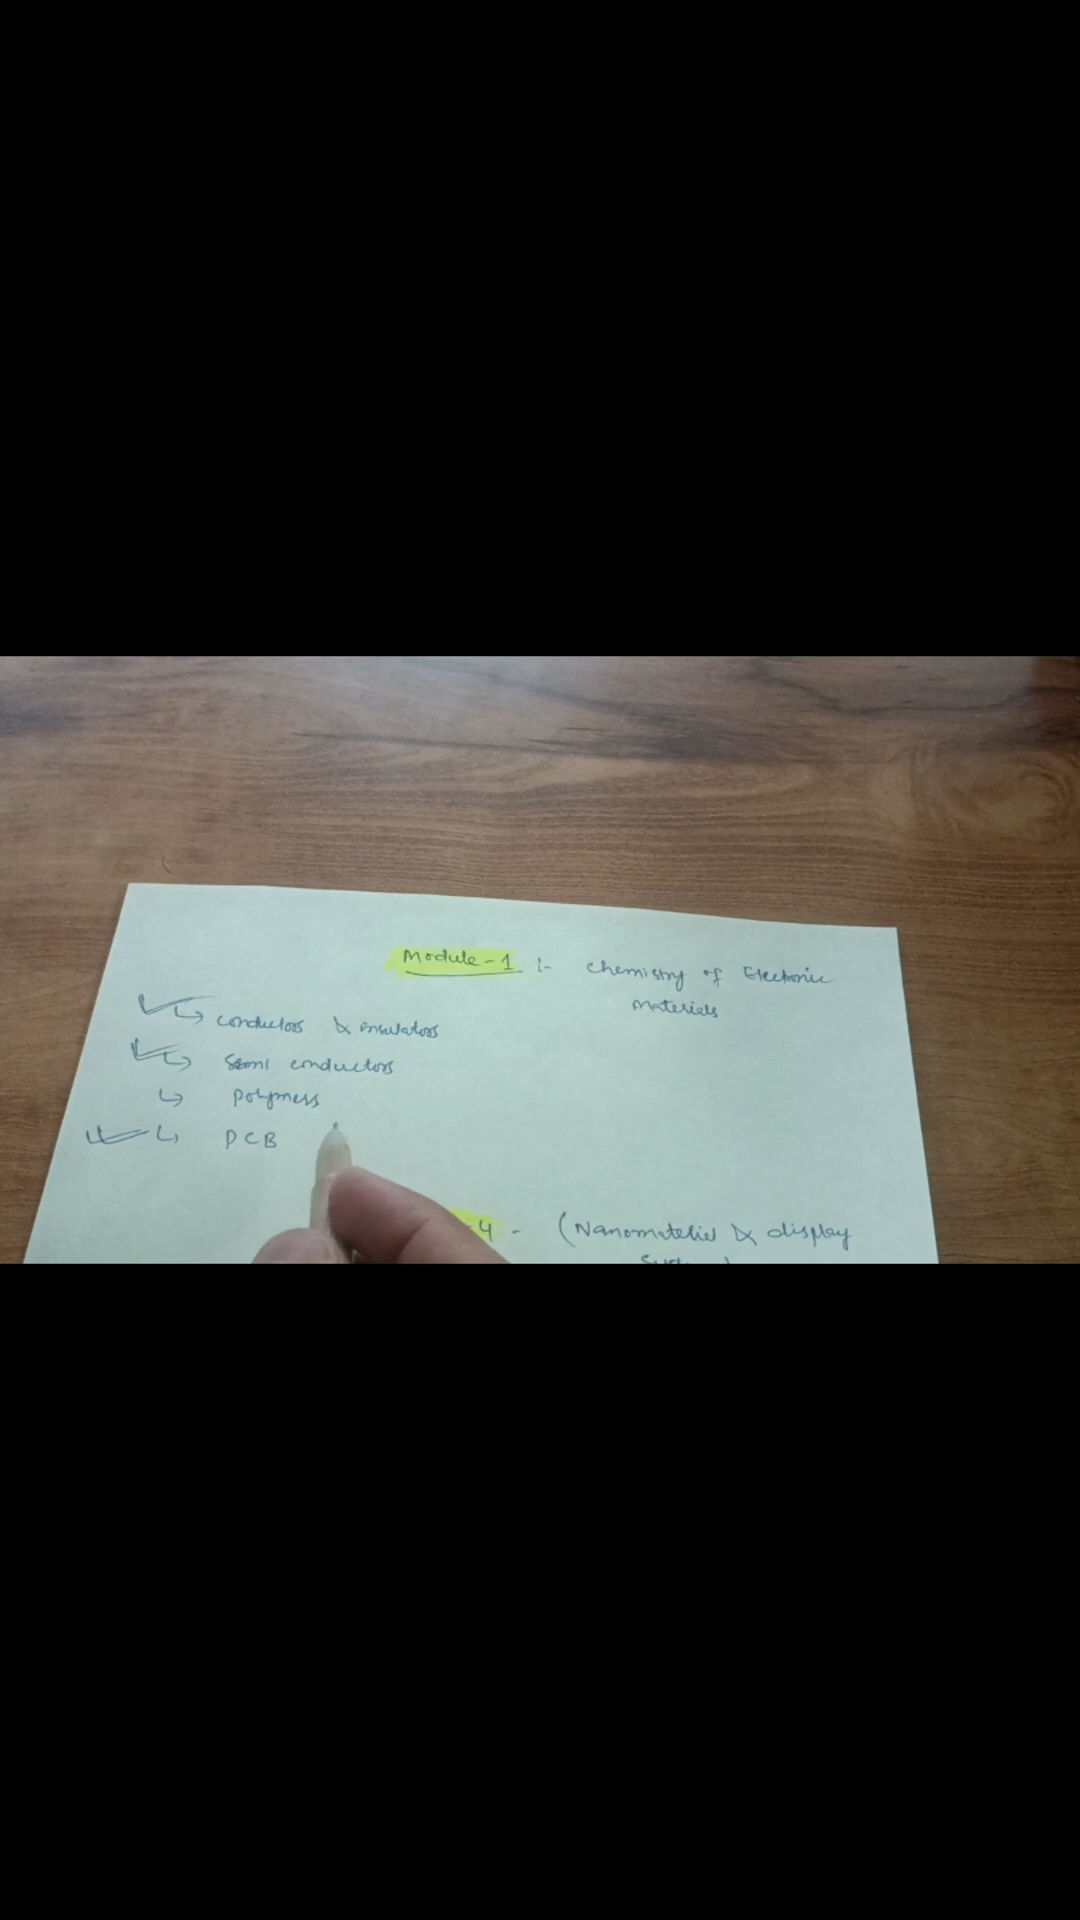 Module-1 :- Chemistry of Electronic
Materials
↳ conductors & insulators
↳ Semi conductors
↳ polymers
↳ PCB
-4 - (Nanomaterial & display